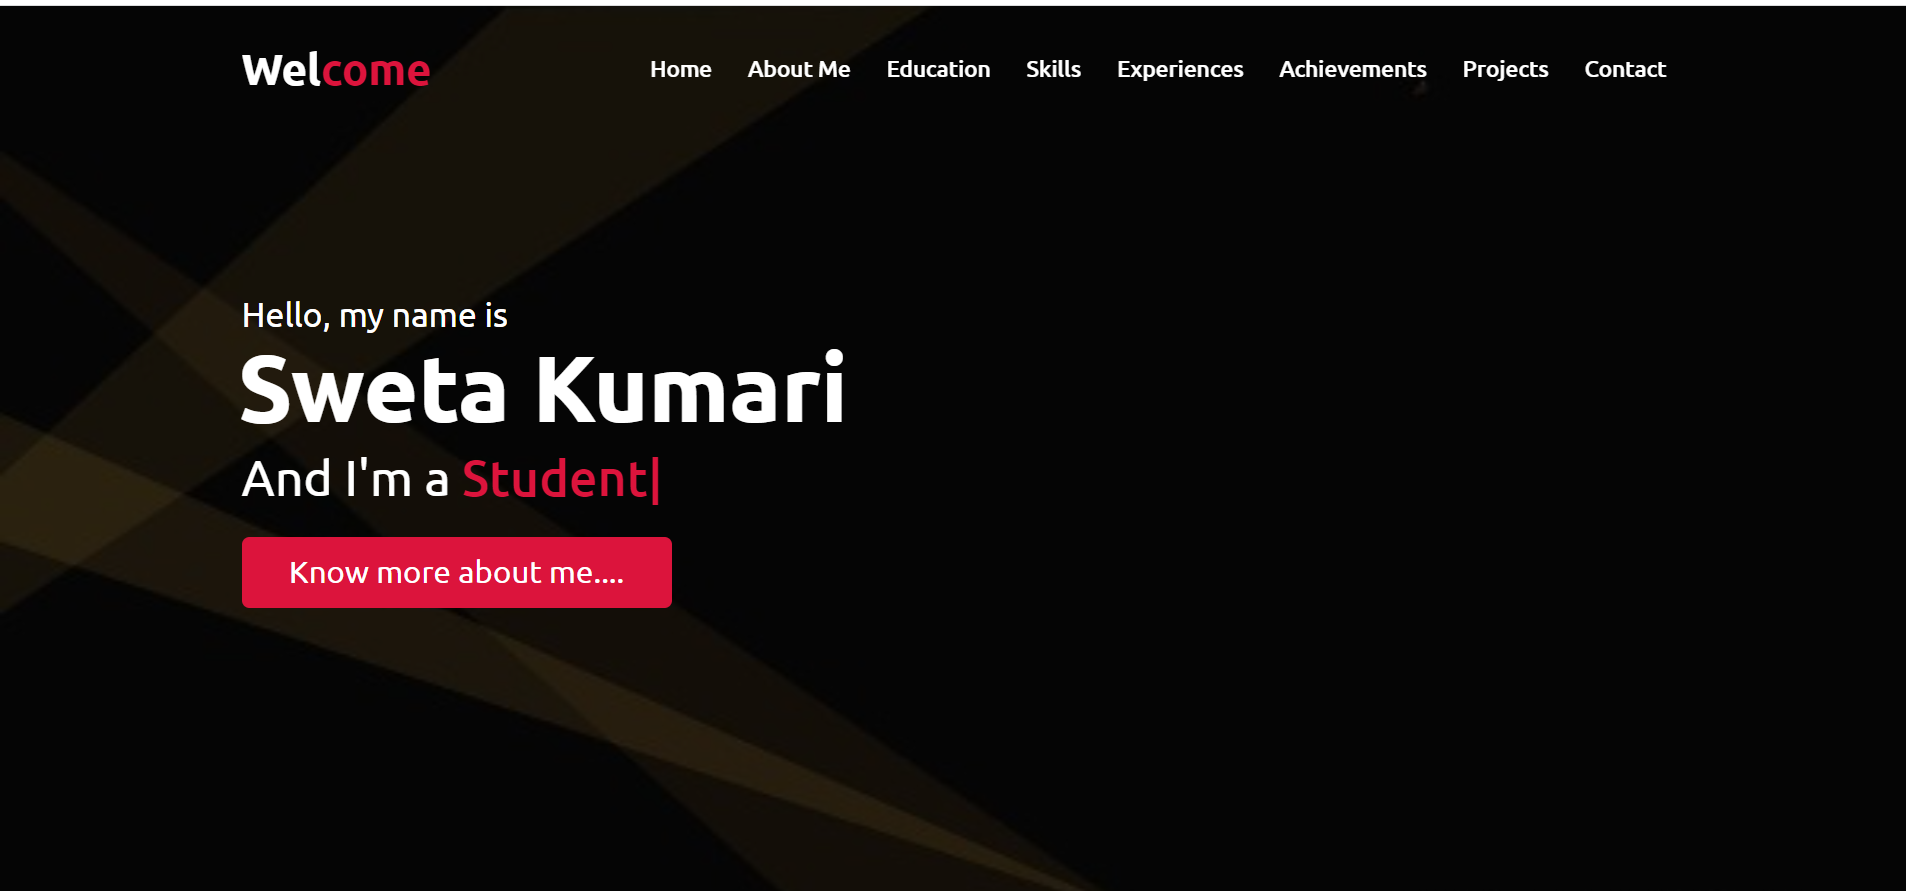 Welcome
Home About Me Education Skills Experiences Achievements Projects Contact
Hello, my name is
Sweta Kumari
And I'm a Student|
Know more about me....